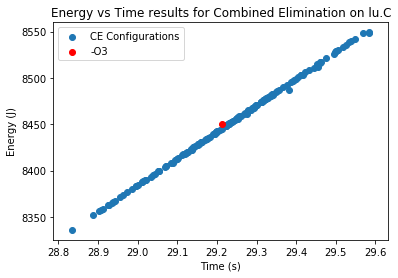 Energy vs Time results for Combined Elimination on lu.C
CE Configurations
-O3
Energy (J)
8550
8500
8450
8400
8350
28.8 28.9 29.0 29.1 29.2 29.3 29.4 29.5 29.6
Time (s)